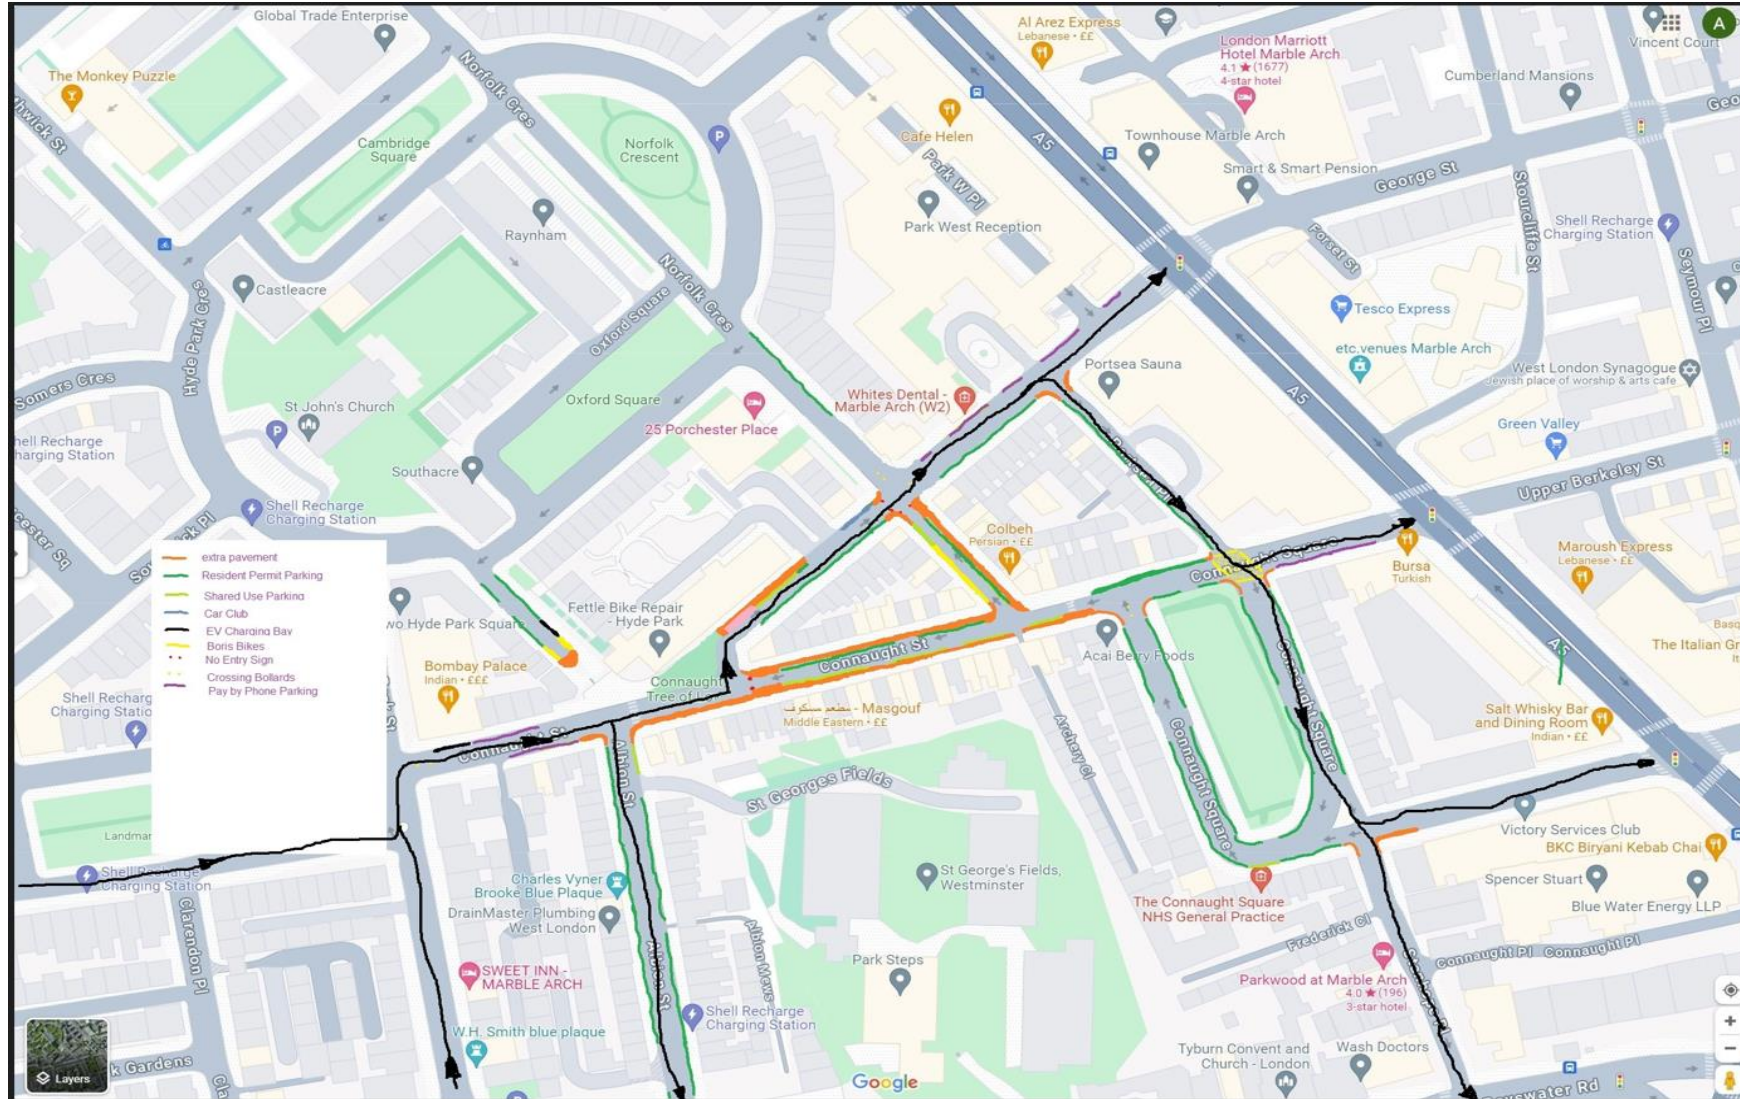 Global Trade Enterprise
The Monkey Puzzle
Norfolk Cres
Cambridge
Square
Norfolk
Crescent
P
Al Arez Express
Lebanese • ££
London Marriott
Hotel Marble Arch
4.1 ★ (1677)
4-star hotel
A
Vincent Court
Cumberland Mansions
Cafe Helen
A5
Townhouse Marble Arch
Smart & Smart Pension
George St
Park W Pl
Park West Reception
Raynham
Castleacre
Norfolk Cres
Oxford Square
Hyde Park Cres
Forset St
Stourcliffe St
Shell Recharge
Charging Station
Seymour Pl
Tesco Express
etc.venues Marble Arch
West London Synagogue
Jewish place of worship & arts cafe
Somers Cres
St John's Church
P
Oxford Square
25 Porchester Place
Whites Dental -
Marble Arch (W2)
Portsea Sauna
A5
Green Valley
Upper Berkeley St
Southacre
Shell Recharge
Charging Station
Colbeh
Persian • ££
Connaught Square
Bursa
Turkish
Maroush Express
Lebanese • ££
extra pavement
Resident Permit Parking
Shared Use Parking
Car Club
EV Charging Bay
Boris Bikes
No Entry Sign
Crossing Bollards
Pay by Phone Parking
Fettle Bike Repair
- Hyde Park
Bombay Palace
Indian • £££
Connaught
Connaught St
Acai Berry Foods
مطعم مسكوف - Masgouf
Middle Eastern • ££
A5
The Italian
Salt Whisky Bar
and Dining Room
Indian • ££
Connaught St
Albion St
Archery Cl
Connaught Square
Connaught Square
St Georges Fields
Shell Recharge
Charging Station
Victory Services Club
BKC Biryani Kebab Chai
Charles Vyner
Brooke Blue Plaque
DrainMaster Plumbing
West London
St George's Fields,
Westminster
The Connaught Square
NHS General Practice
Spencer Stuart
Blue Water Energy LLP
Clarendon Pl
Albion St
Albion Mews
Frederick Cl
Connaught Pl
Connaught Pl
SWEET INN -
MARBLE ARCH
Park Steps
Parkwood at Marble Arch
4.0 ★ (196)
3-star hotel
Shell Recharge
Charging Station
W.H. Smith blue plaque
Tyburn Convent and
Church - London
Wash Doctors
Layers
Gardens
Google